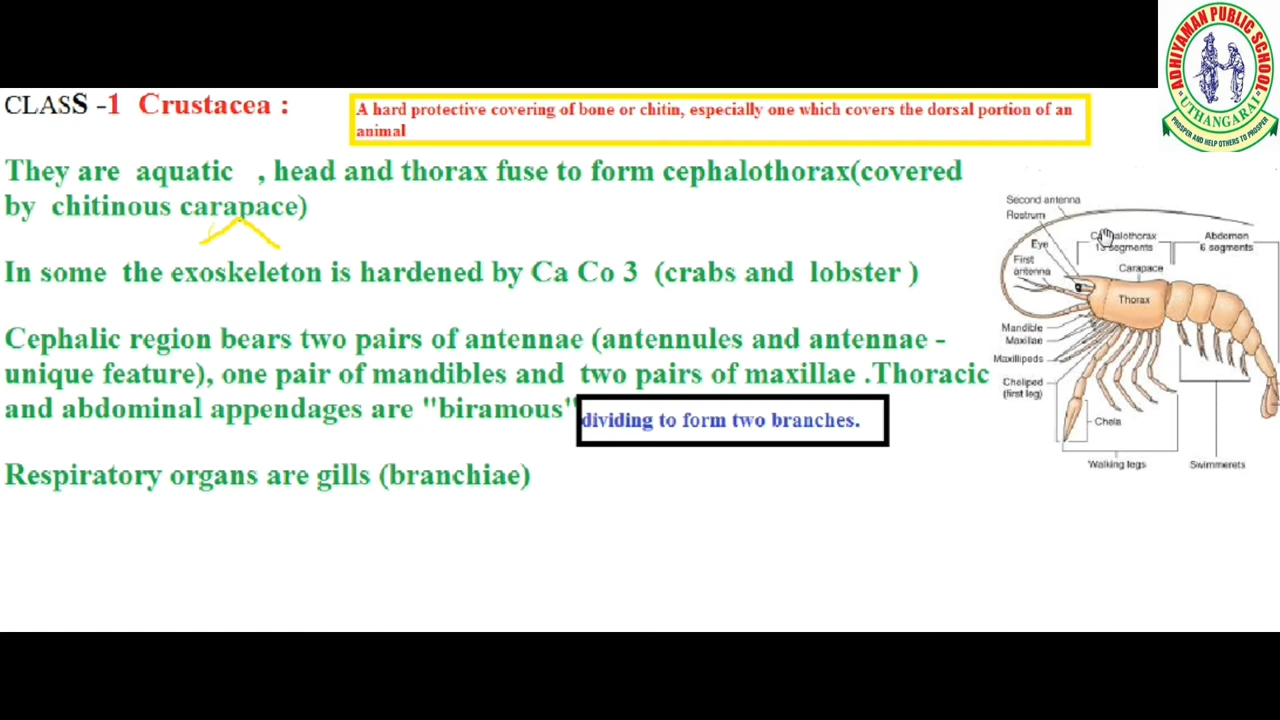 ADHIYAMAN PUBLIC SCHOOL
UTHANGARAI
PROSPER AND HELP OTHERS TO PROSPER
CLASS -1 Crustacea :
A hard protective covering of bone or chitin, especially one which covers the dorsal portion of an
animal
They are aquatic , head and thorax fuse to form cephalothorax(covered
by chitinous carapace)
In some the exoskeleton is hardened by Ca Co 3 (crabs and lobster )
Cephalic region bears two pairs of antennae (antennules and antennae -
unique feature), one pair of mandibles and two pairs of maxillae .Thoracic
and abdominal appendages are "biramous"
dividing to form two branches.
Respiratory organs are gills (branchiae)
Second antenna
Rostrum
Eye
First
antenna
segments
Abdomen
6 segments
Carapace
Thorax
Mandible
Maxillae
Maxillipeds
Cheliped
(first leg)
Chela
Walking legs
Swimmerets